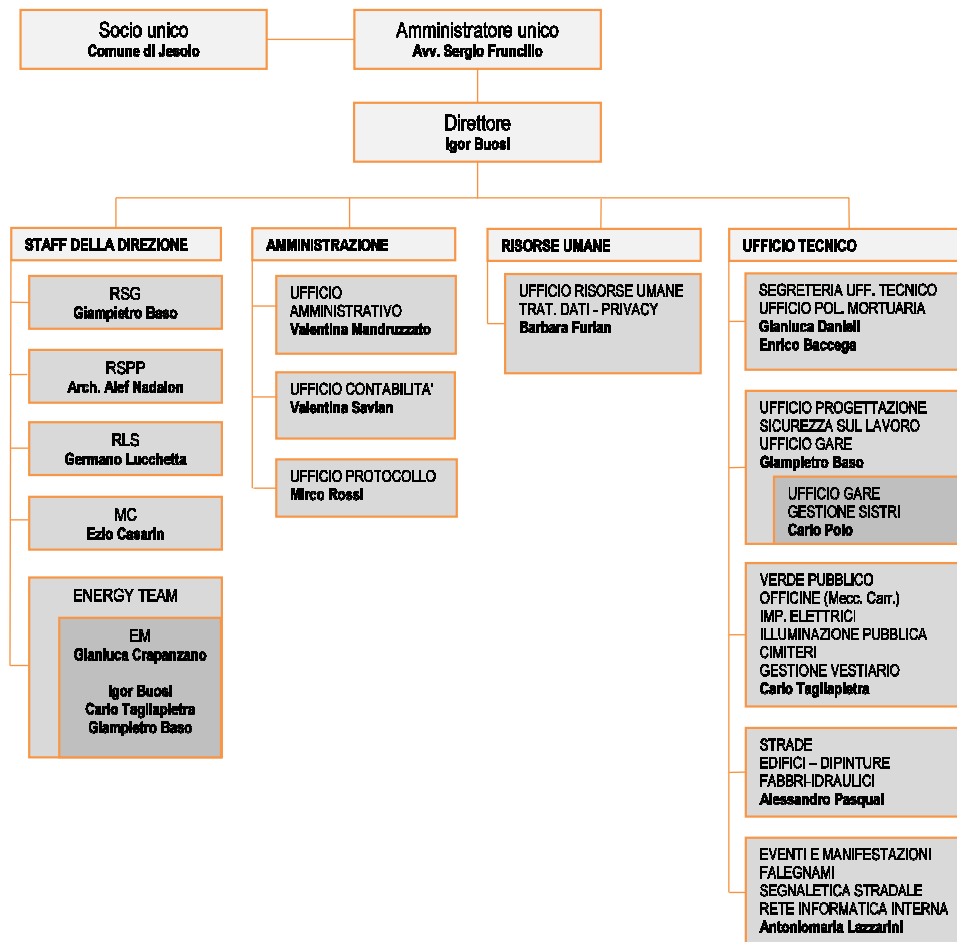 Socio unico
Comune di Jesolo
Amministratore unico
Avv. Sergio Fruncillo
Direttore
Igor Buosi
STAFF DELLA DIREZIONE
RSG
Giampietro Baso
RSPP
Arch. Alef Nadalon
RLS
Germano Lucchetta
MC
Ezio Casarin
ENERGY TEAM
EM
Gianluca Crapanzano
Igor Buosi
Carlo Tagliapietra
Giampietro Baso
AMMINISTRAZIONE
UFFICIO
AMMINISTRATIVO
Valentina Mandruzzato
UFFICIO CONTABILITA'
Valentina Savian
UFFICIO PROTOCOLLO
Mirco Rossi
RISORSE UMANE
UFFICIO RISORSE UMANE
TRAT. DATI - PRIVACY
Barbara Furlan
UFFICIO TECNICO
SEGRETERIA UFF. TECNICO
UFFICIO POL. MORTUARIA
Gianluca Danieli
Enrico Baccega
UFFICIO PROGETTAZIONE
SICUREZZA SUL LAVORO
UFFICIO GARE
Giampietro Baso
UFFICIO GARE
GESTIONE SISTRI
Carlo Polo
VERDE PUBBLICO
OFFICINE (Mecc. Carr.)
IMP. ELETTRICI
ILLUMINAZIONE PUBBLICA
CIMITERI
GESTIONE VESTIARIO
Carlo Tagliapietra
STRADE
EDIFICI – DIPINTURE
FABBRI-IDRAULICI
Alessandro Pasqual
EVENTI E MANIFESTAZIONI
FALEGNAMI
SEGNALETICA STRADALE
RETE INFORMATICA INTERNA
Antoniomaria Lazzarini